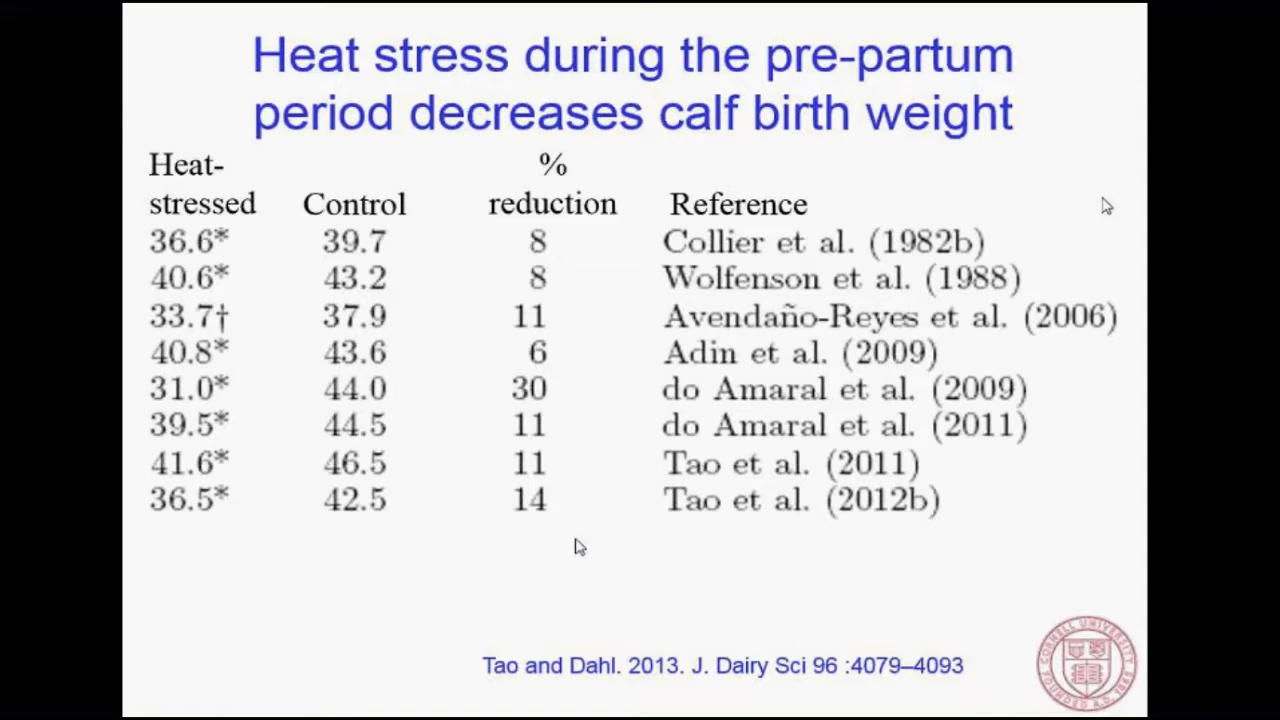 Heat stress during the pre-partum
period decreases calf birth weight
Heat-
stressed Control % reduction Reference
36.6* 39.7 8 Collier et al. (1982b)
40.6* 43.2 8 Wolfenson et al. (1988)
33.7† 37.9 11 Avendaño-Reyes et al. (2006)
40.8* 43.6 6 Adin et al. (2009)
31.0* 44.0 30 do Amaral et al. (2009)
39.5* 44.5 11 do Amaral et al. (2011)
41.6* 46.5 11 Tao et al. (2011)
36.5* 42.5 14 Tao et al. (2012b)
Tao and Dahl. 2013. J. Dairy Sci 96 :4079–4093
CORNELL UNIVERSITY
FOUNDED A.D. 1865